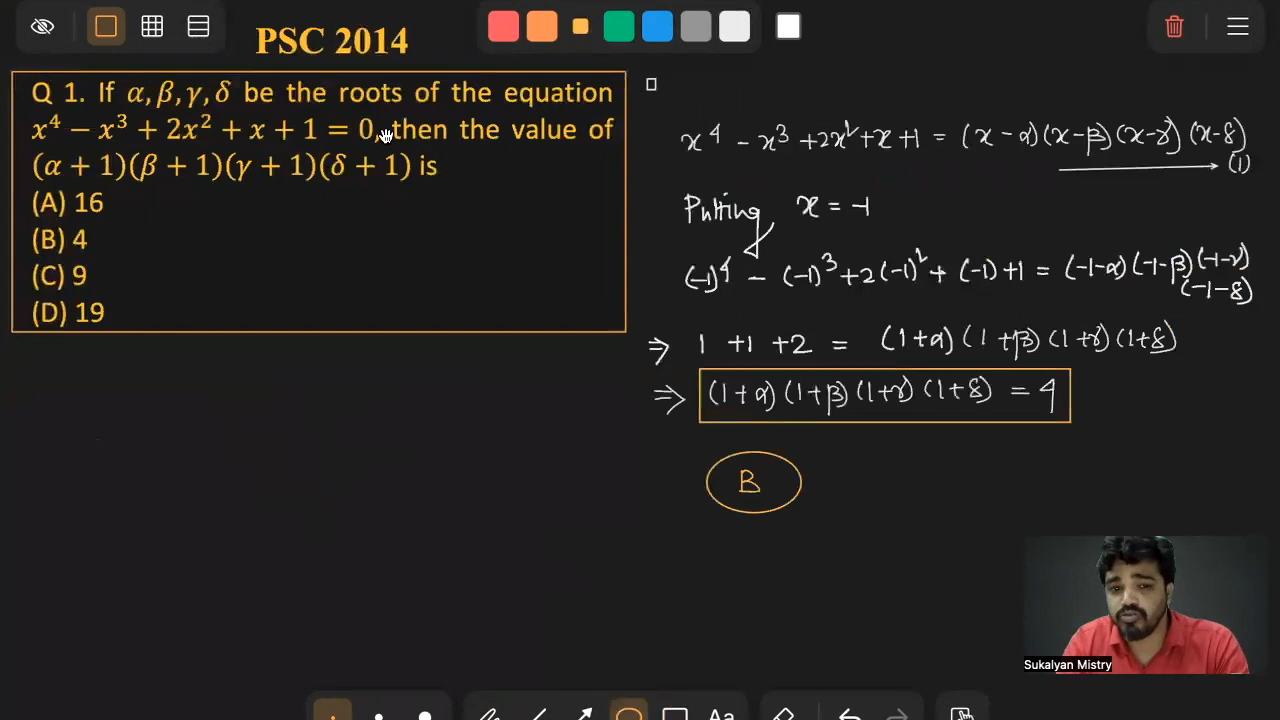 PSC 2014
Q 1. If α, β, γ, δ be the roots of the equation
x⁴ − x³ + 2x² + x + 1 = 0, then the value of
(α + 1)(β + 1)(γ + 1)(δ + 1) is
(A) 16
(B) 4
(C) 9
(D) 19
x⁴ − x³ + 2x² + x + 1 = (x − α)(x − β)(x − γ)(x − δ)
(1)
Putting x = −1
(−1)⁴ − (−1)³ + 2(−1)² + (−1) + 1 = (−1−α)(−1−β)(−1−γ)
(−1−δ)
⇒ 1 + 1 + 2 = (1+α)(1+β)(1+γ)(1+δ)
⇒ (1+α)(1+β)(1+γ)(1+δ) = 4
B
Sukalyan Mistry
Aa